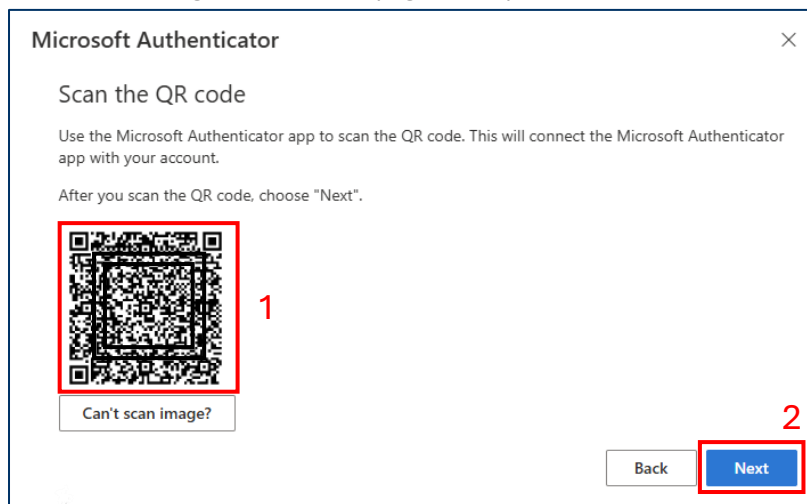 Microsoft Authenticator
Scan the QR code
Use the Microsoft Authenticator app to scan the QR code. This will connect the Microsoft Authenticator
app with your account.
After you scan the QR code, choose "Next".
1
Can't scan image?
2
Back
Next